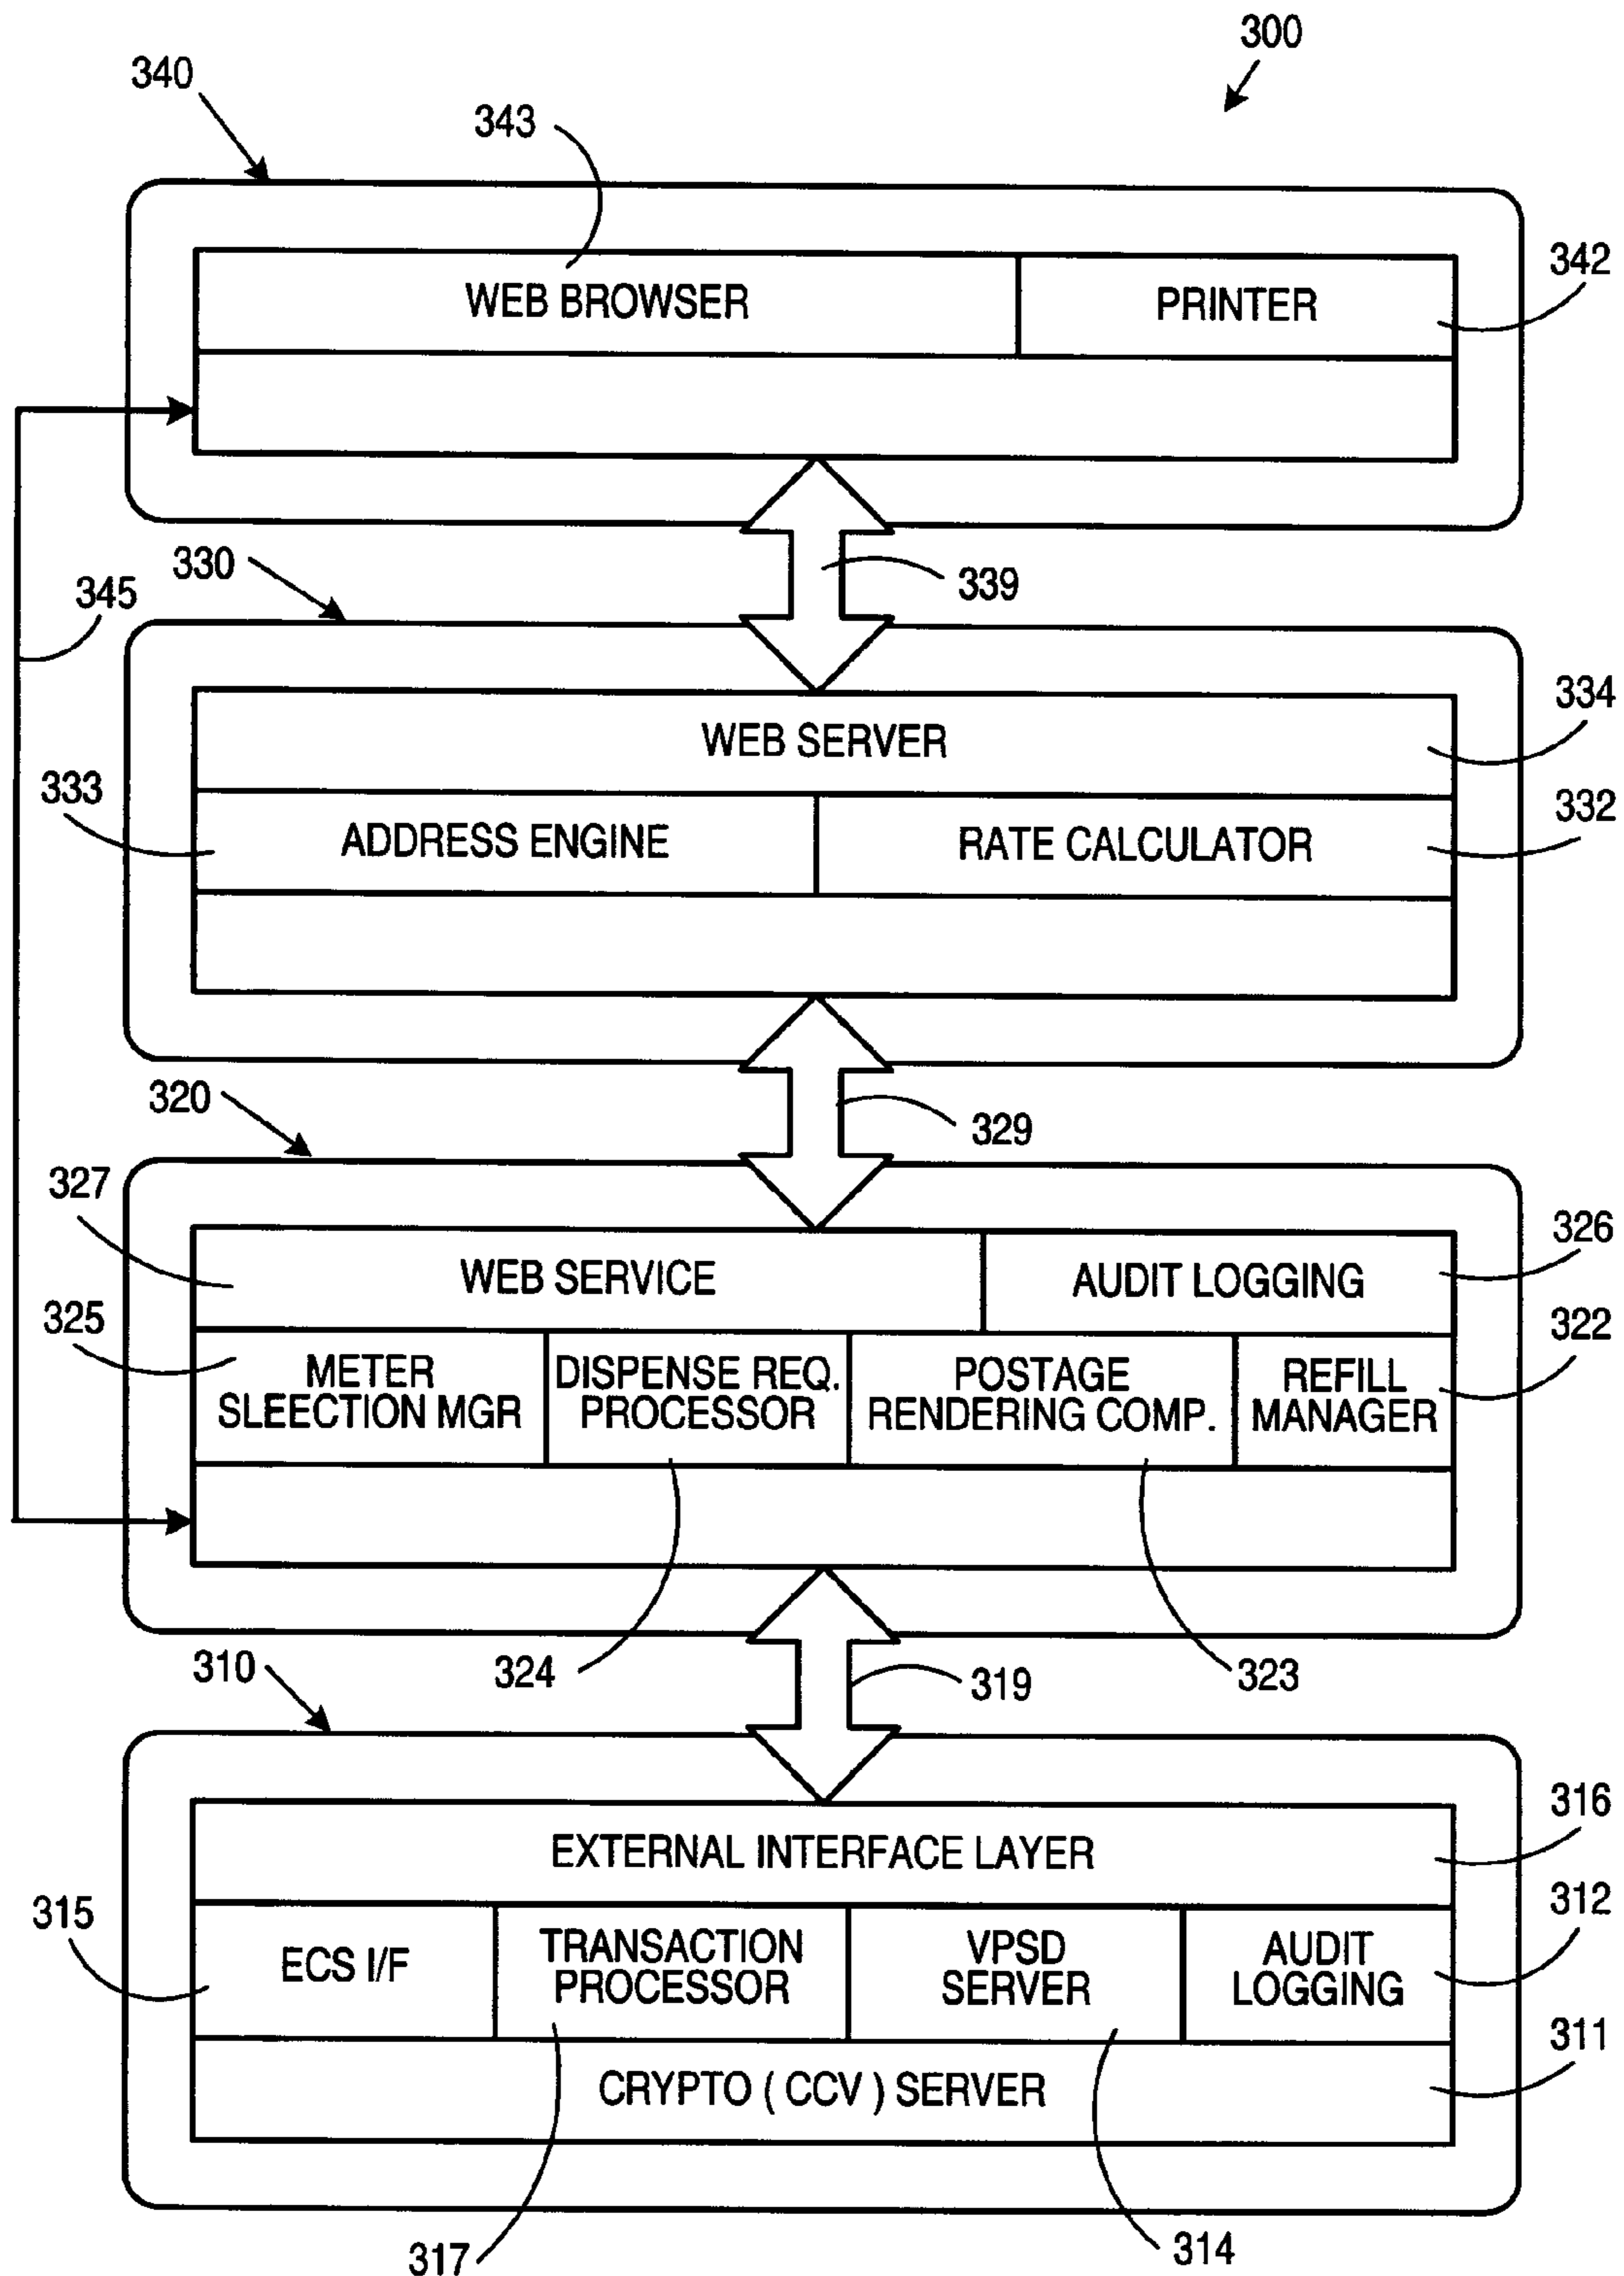 300
340
343
342
WEB BROWSER
PRINTER
339
330
345
334
WEB SERVER
333
332
ADDRESS ENGINE
RATE CALCULATOR
329
320
327
326
WEB SERVICE
AUDIT LOGGING
325
322
METER
SLEECTION MGR
DISPENSE REQ.
PROCESSOR
POSTAGE
RENDERING COMP.
REFILL
MANAGER
324
319
323
310
316
EXTERNAL INTERFACE LAYER
315
312
ECS I/F
TRANSACTION
PROCESSOR
VPSD
SERVER
AUDIT
LOGGING
311
CRYPTO ( CCV ) SERVER
317
314